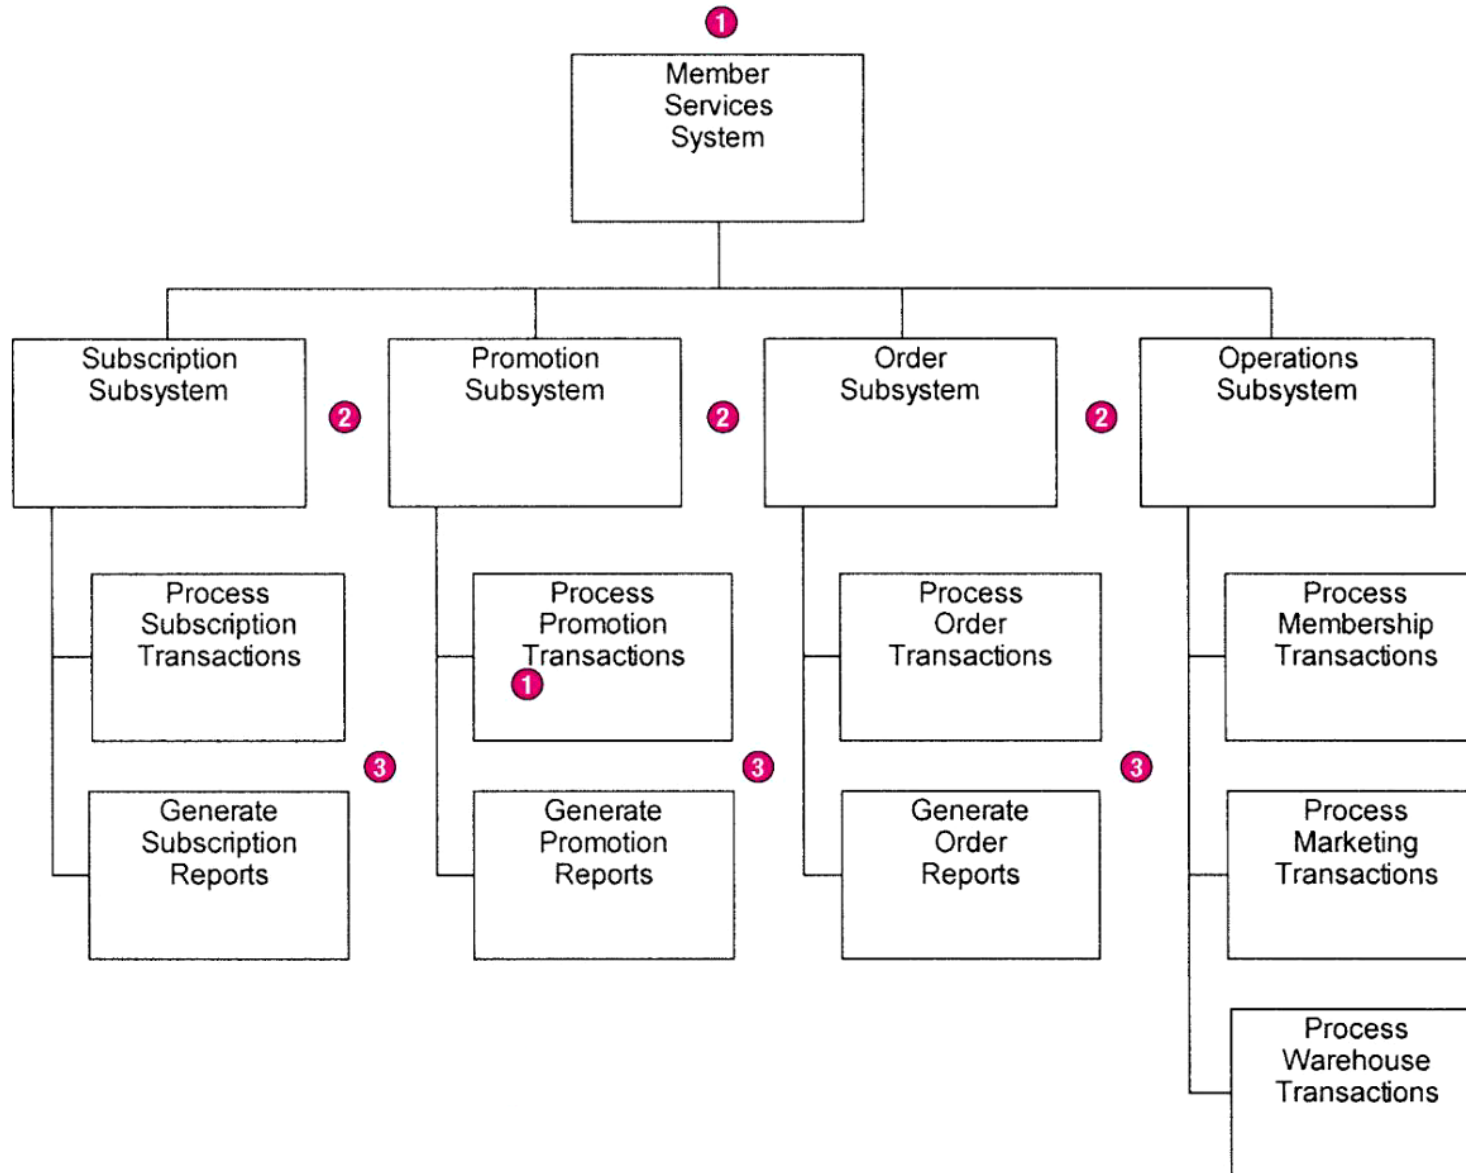 1
Member
Services
System
Subscription
Subsystem
2
Promotion
Subsystem
2
Order
Subsystem
2
Operations
Subsystem
Process
Subscription
Transactions
Process
Promotion
Transactions
1
Process
Order
Transactions
Process
Membership
Transactions
3
3
3
Generate
Subscription
Reports
Generate
Promotion
Reports
Generate
Order
Reports
Process
Marketing
Transactions
Process
Warehouse
Transactions